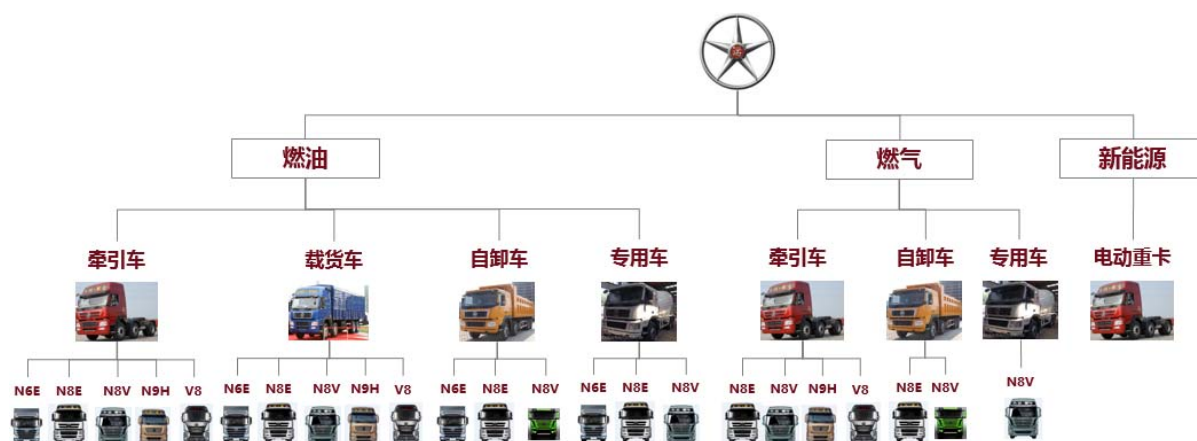 燃油
燃气
新能源
牵引车
载货车
自卸车
专用车
牵引车
自卸车
专用车
电动重卡
N6E N8E N8V N9H V8
N6E N8E N8V N9H V8
N6E N8E N8V
N6E N8E N8V
N8E N8V N9H V8
N8E N8V
N8V